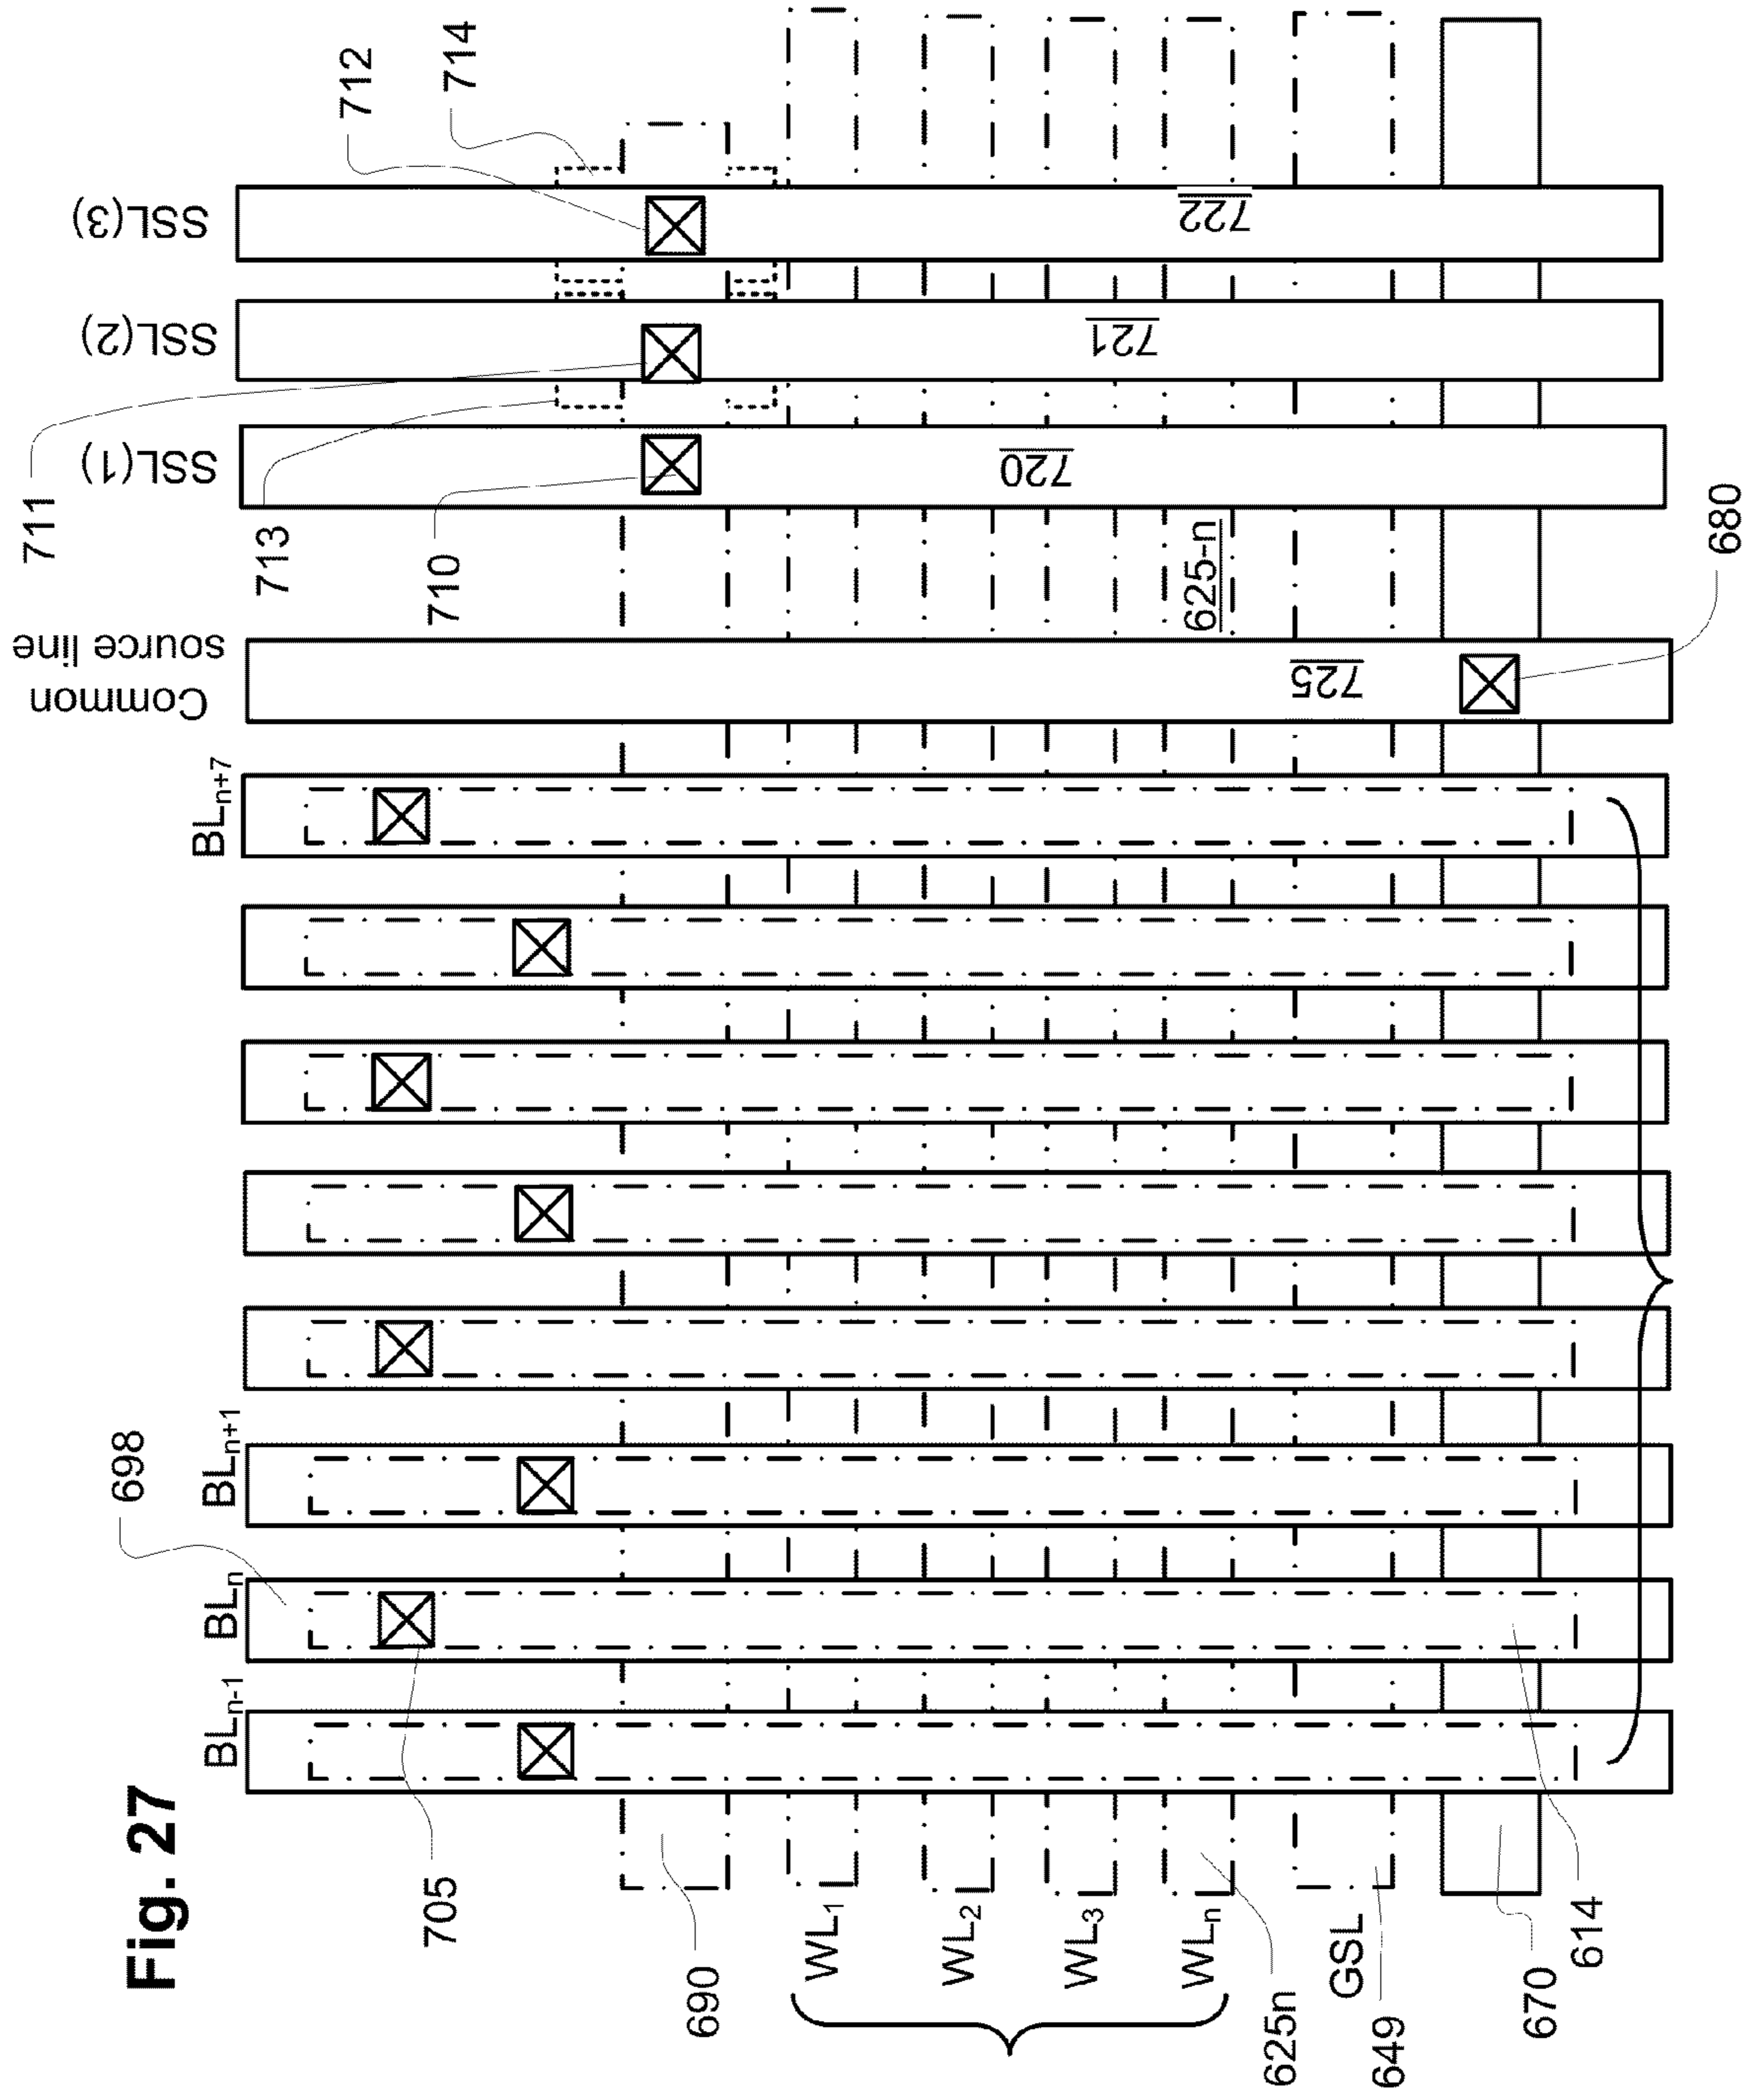 Fig. 27
712
714
SSL(3)
SSL(2)
SSL(1)
722
721
720
711
713
710
625-n
680
Common
source line
725
BLn+7
698
BLn+1
BLn
BLn-1
705
690
WL1
WL2
WL3
WLn
625n
GSL
649
670
614